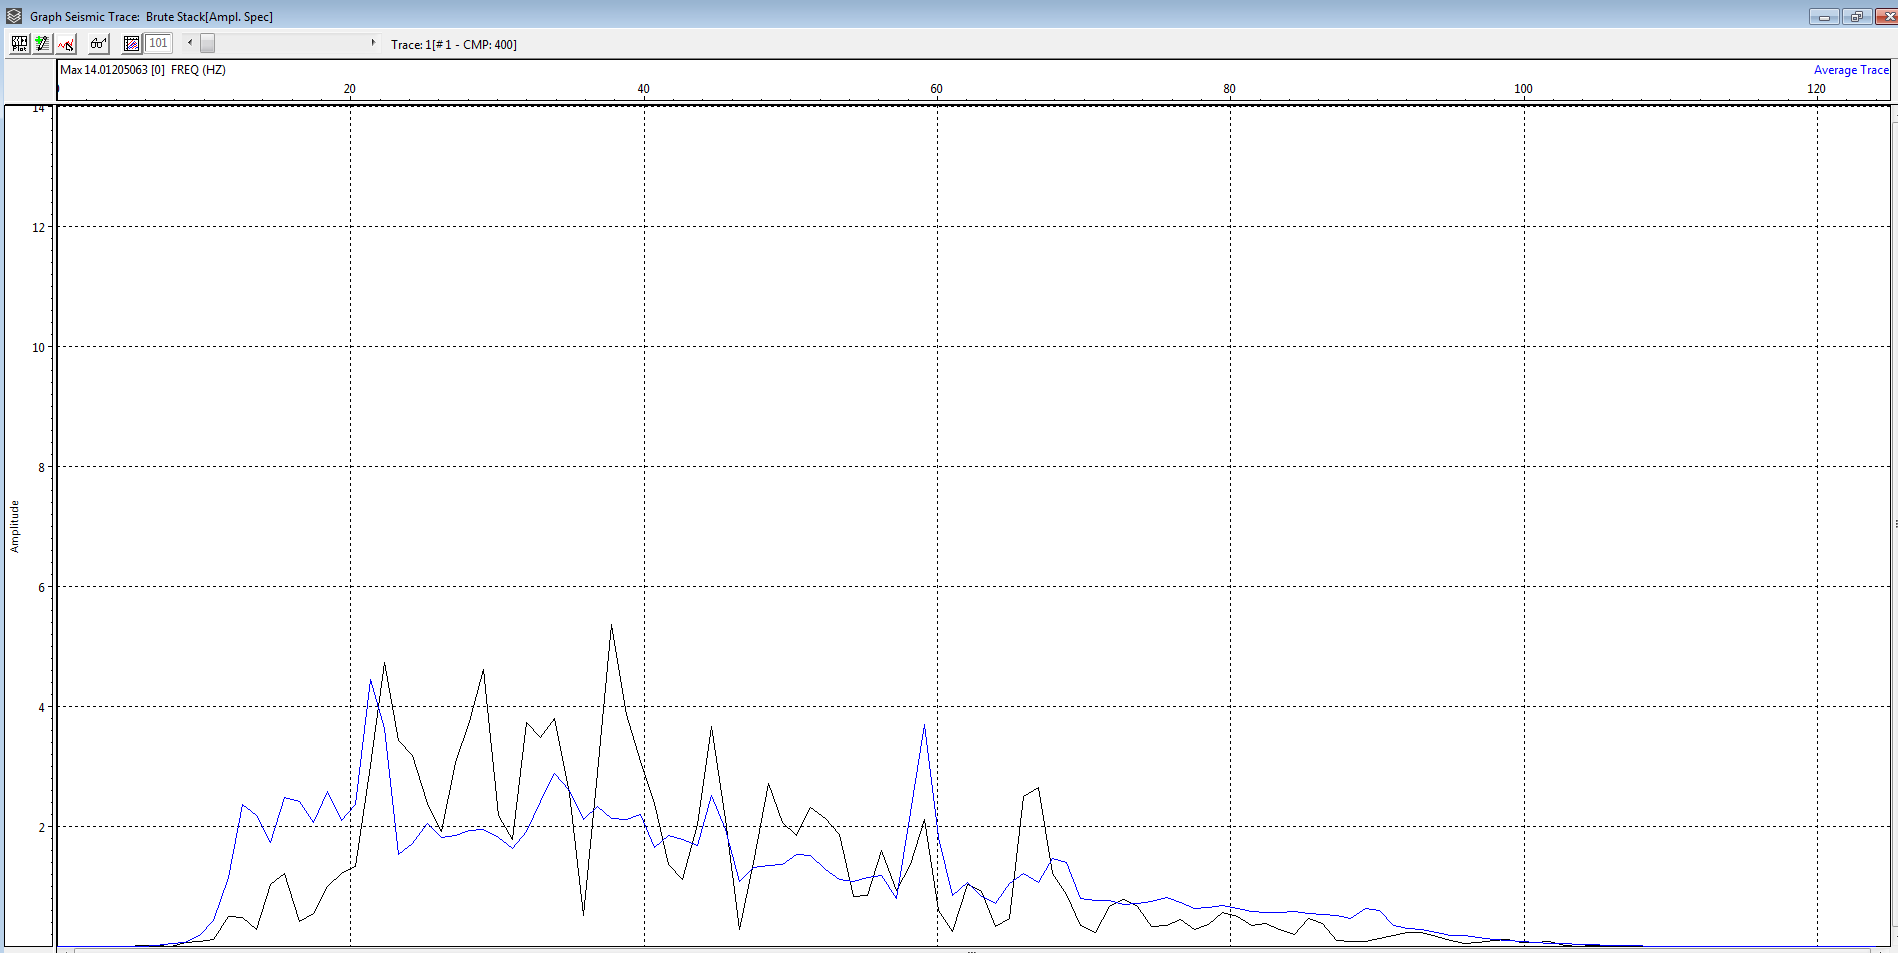 Graph Seismic Trace: Brute Stack[Ampl. Spec]
101
Trace: 1[#1 - CMP: 400]
Max 14.01205063 [0] FREQ (HZ)
Average Trace
20 40 60 80 100 120
14
12
10
8
6
4
2
Amplitude